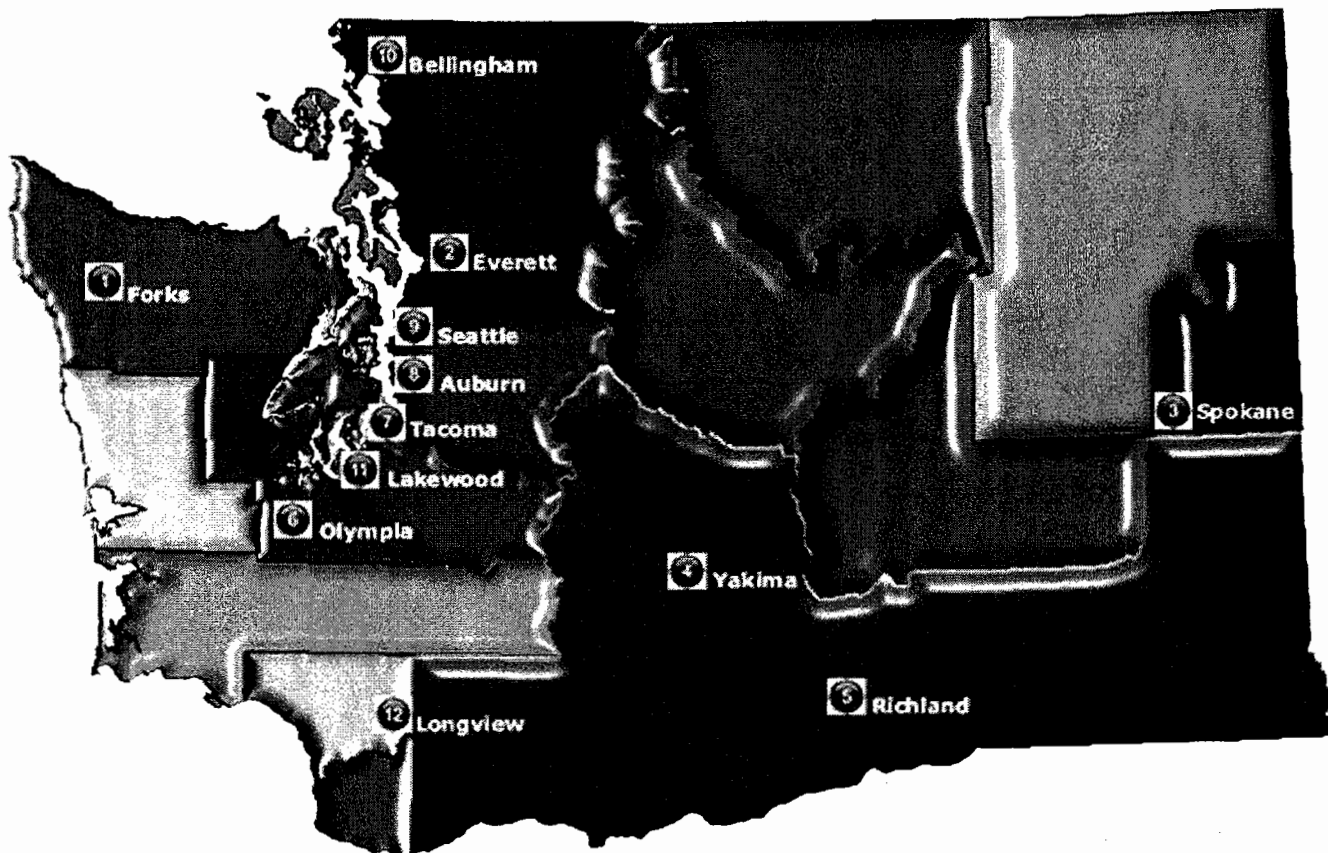 10 Bellingham
2 Everett
1 Forks
9 Seattle
8 Auburn
3 Spokane
7 Tacoma
11 Lakewood
6 Olympia
4 Yakima
5 Richland
12 Longview